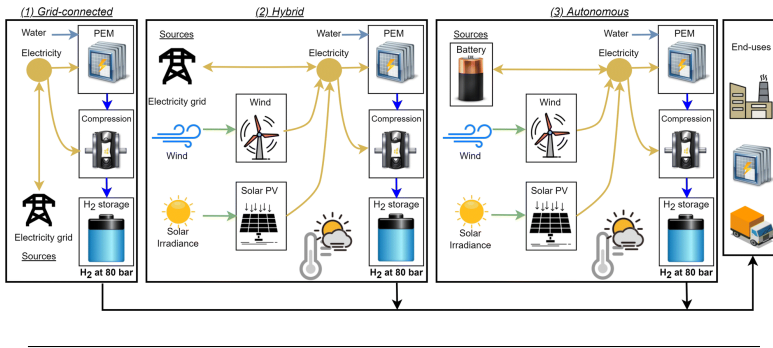 (1) Grid-connected
Water
PEM
Electricity
Compression
H2 storage
Electricity grid
Sources
H2 at 80 bar
(2) Hybrid
Sources
Water
PEM
Electricity
Electricity grid
Wind
Compression
Wind
Solar PV
H2 storage
Solar
Irradiance
H2 at 80 bar
(3) Autonomous
Sources
Battery
Water
PEM
Electricity
Wind
Compression
Wind
Solar PV
H2 storage
Solar
Irradiance
H2 at 80 bar
End-uses